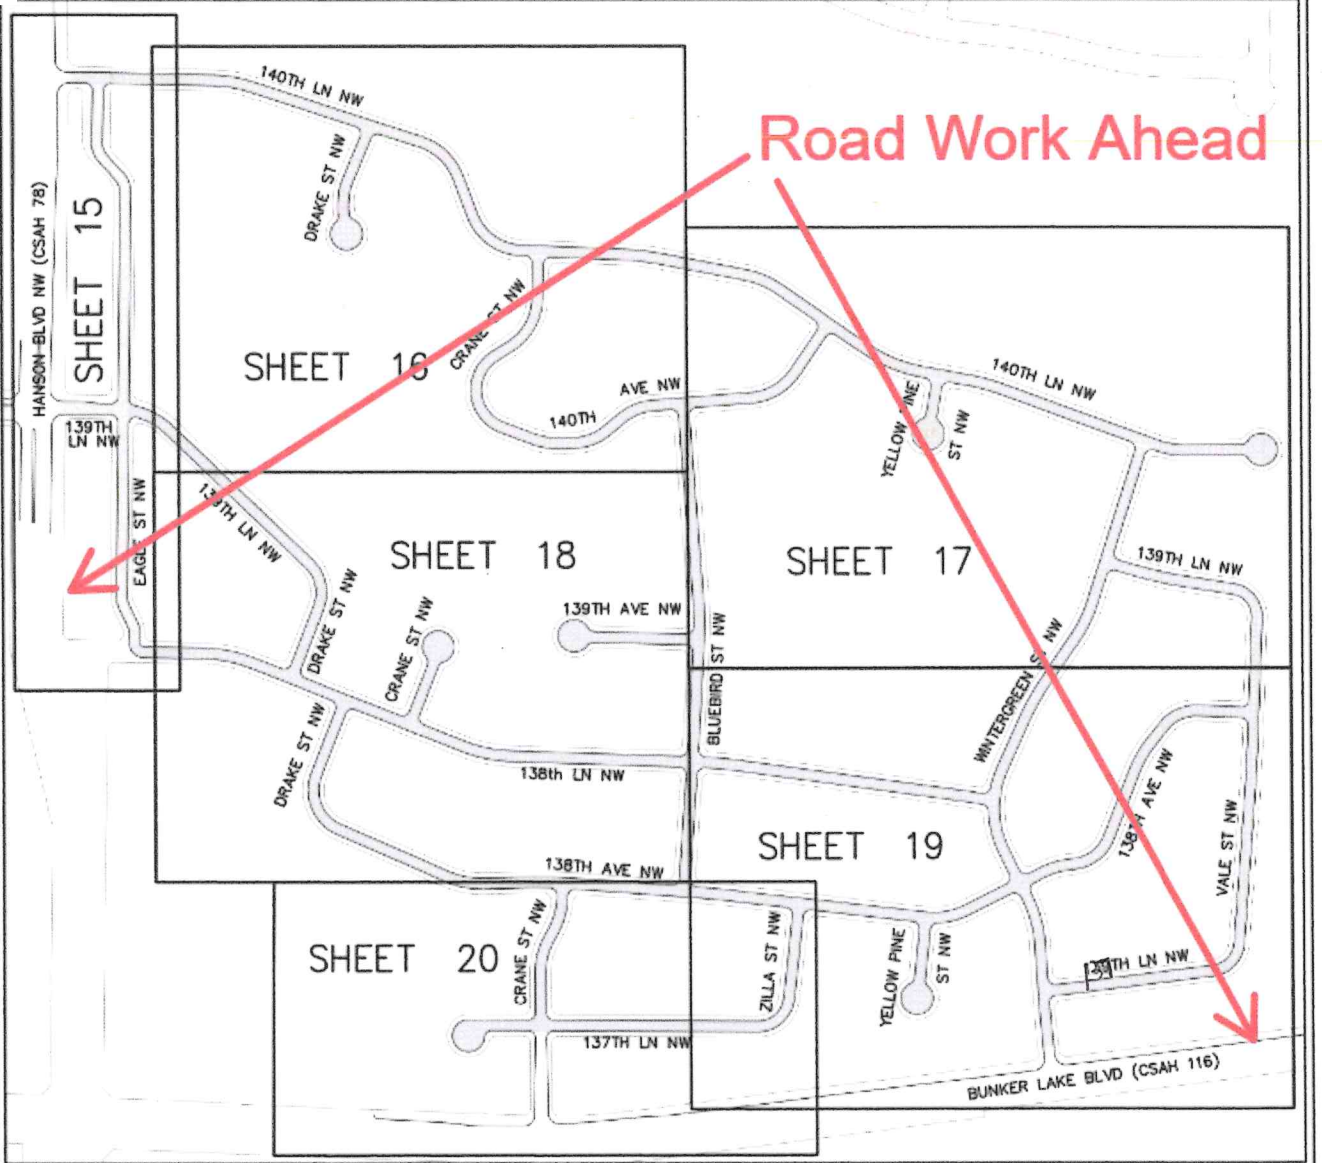 140TH LN NW
Road Work Ahead
DRAKE ST NW
HANSON BLVD NW (CSAH 78)
SHEET 15
CRANE ST NW
SHEET 16
140TH LN NW
AVE NW
140TH
YELLOW PINE
ST NW
139TH
LN NW
139TH LN NW
EAGLE ST NW
SHEET 18
SHEET 17
139TH LN NW
DRAKE ST NW
CRANE ST NW
139TH AVE NW
BLUEBIRD ST NW
WINTERGREEN ST NW
DRAKE ST NW
138th LN NW
138TH AVE NW
SHEET 19
VALE ST NW
138TH AVE NW
SHEET 20
CRANE ST NW
ZILLA ST NW
YELLOW PINE
ST NW
TH LN NW
137TH LN NW
BUNKER LAKE BLVD (CSAH 116)